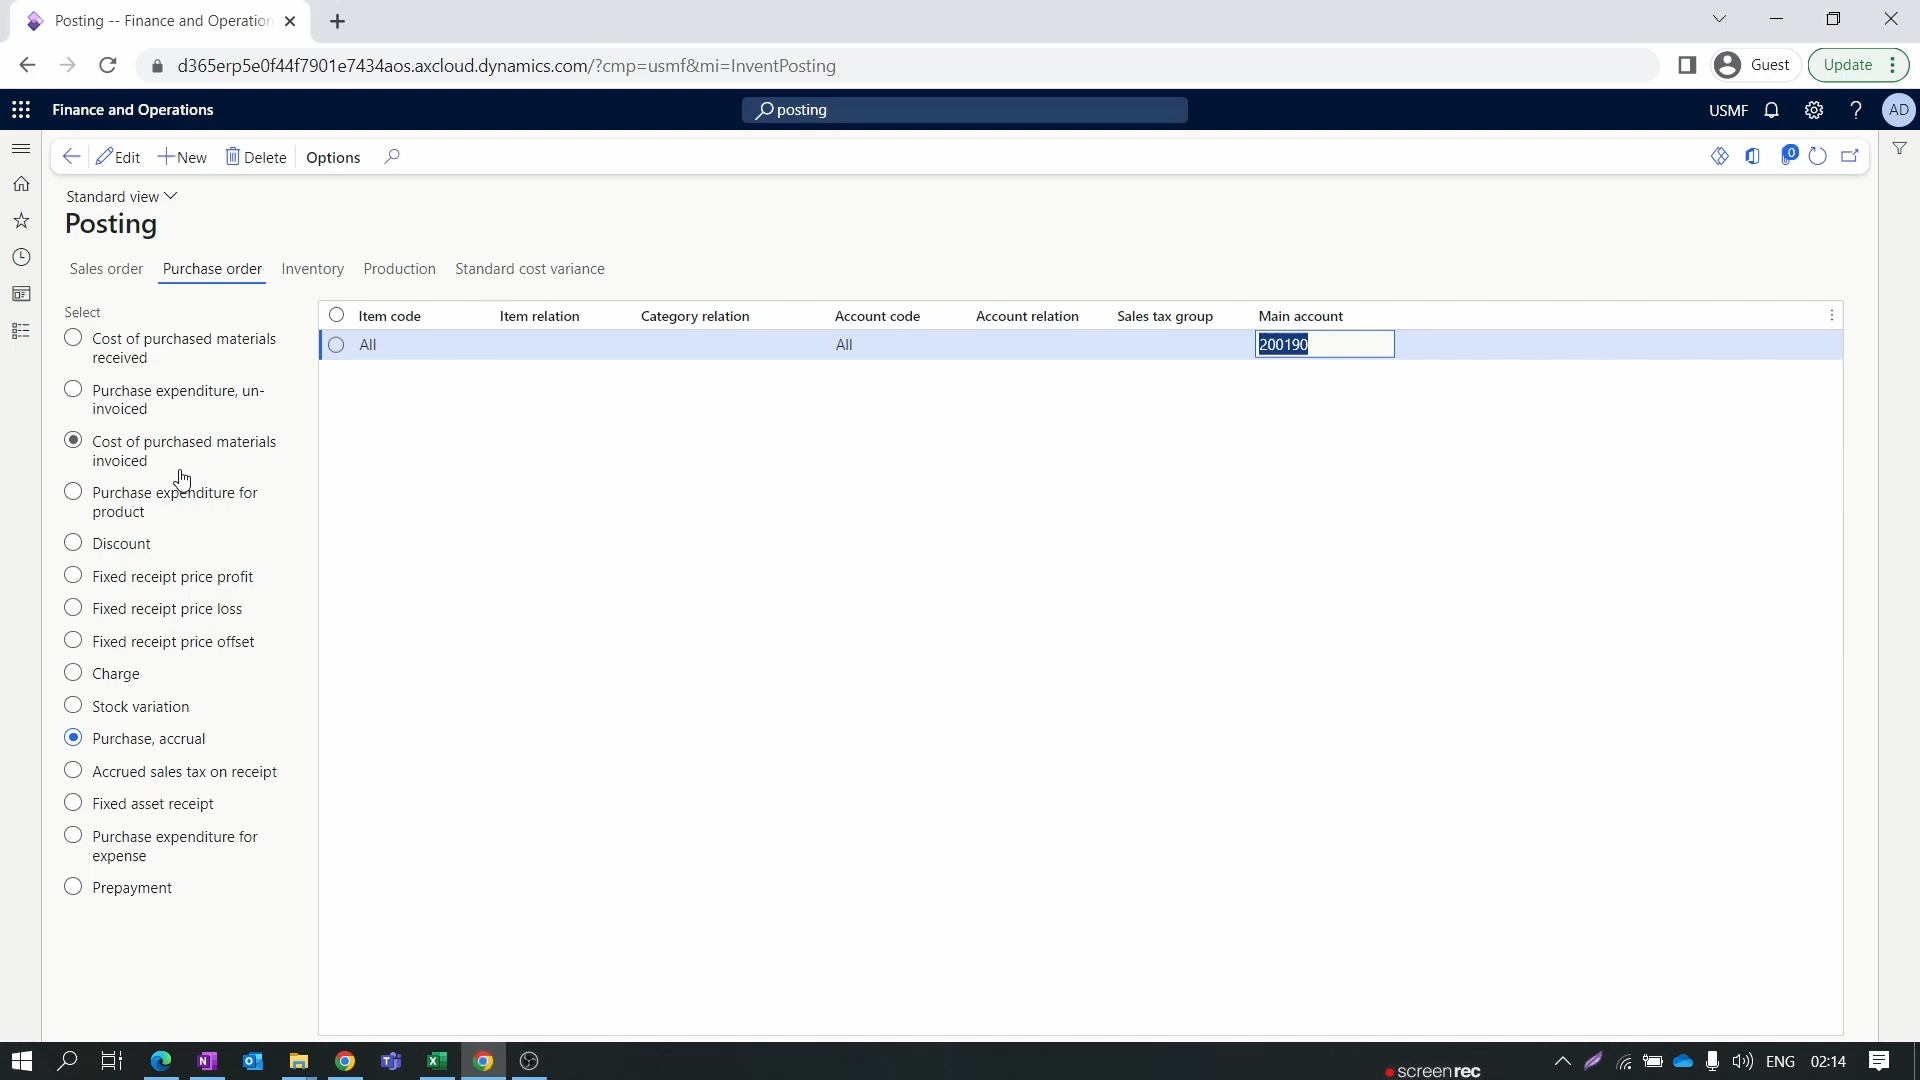 Posting -- Finance and Operation
d365erp5e0f44f7901e7434aos.axcloud.dynamics.com/?cmp=usmf&mi=InventPosting
Guest
Update
Finance and Operations
posting
USMF
AD
Edit
New
Delete
Options
0
Standard view
Posting
Sales order
Purchase order
Inventory
Production
Standard cost variance
Select
Cost of purchased materials
received
Purchase expenditure, un-
invoiced
Cost of purchased materials
invoiced
Purchase expenditure for
product
Discount
Fixed receipt price profit
Fixed receipt price loss
Fixed receipt price offset
Charge
Stock variation
Purchase, accrual
Accrued sales tax on receipt
Fixed asset receipt
Purchase expenditure for
expense
Prepayment
Item code
Item relation
Category relation
Account code
Account relation
Sales tax group
Main account
All
All
200190
screenrec
ENG
02:14